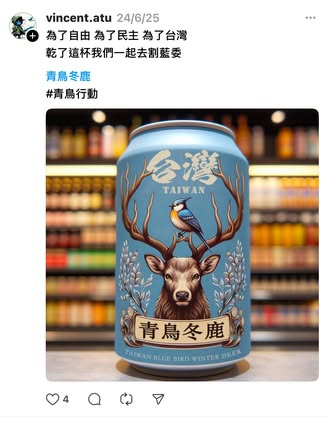 vincent.atu 24/6/25
為了自由 為了民主 為了台灣
乾了這杯我們一起去割藍委
青鳥冬鹿
#青鳥行動
台灣
TAIWAN
青鳥冬鹿
TAIWAN BLUE BIRD WINTER DEER
4